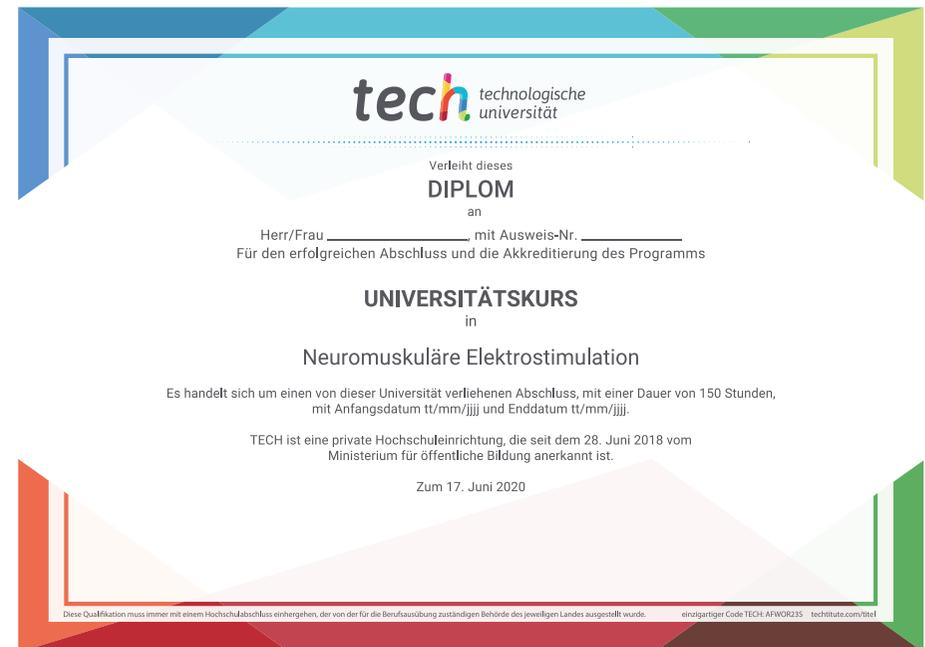 tech technologische
universität
Verleiht dieses
DIPLOM
an
Herr/Frau ____________________, mit Ausweis-Nr. ______________
Für den erfolgreichen Abschluss und die Akkreditierung des Programms
UNIVERSITÄTSKURS
in
Neuromuskuläre Elektrostimulation
Es handelt sich um einen von dieser Universität verliehenen Abschluss, mit einer Dauer von 150 Stunden,
mit Anfangsdatum tt/mm/jjjj und Enddatum tt/mm/jjjj.
TECH ist eine private Hochschuleinrichtung, die seit dem 28. Juni 2018 vom
Ministerium für öffentliche Bildung anerkannt ist.
Zum 17. Juni 2020
Diese Qualifikation muss immer mit einem Hochschulabschluss einhergehen, der von der für die Berufsausübung zuständigen Behörde des jeweiligen Landes ausgestellt wurde. einzigartiger Code TECH: AFWOR23S techtitute.com/titel